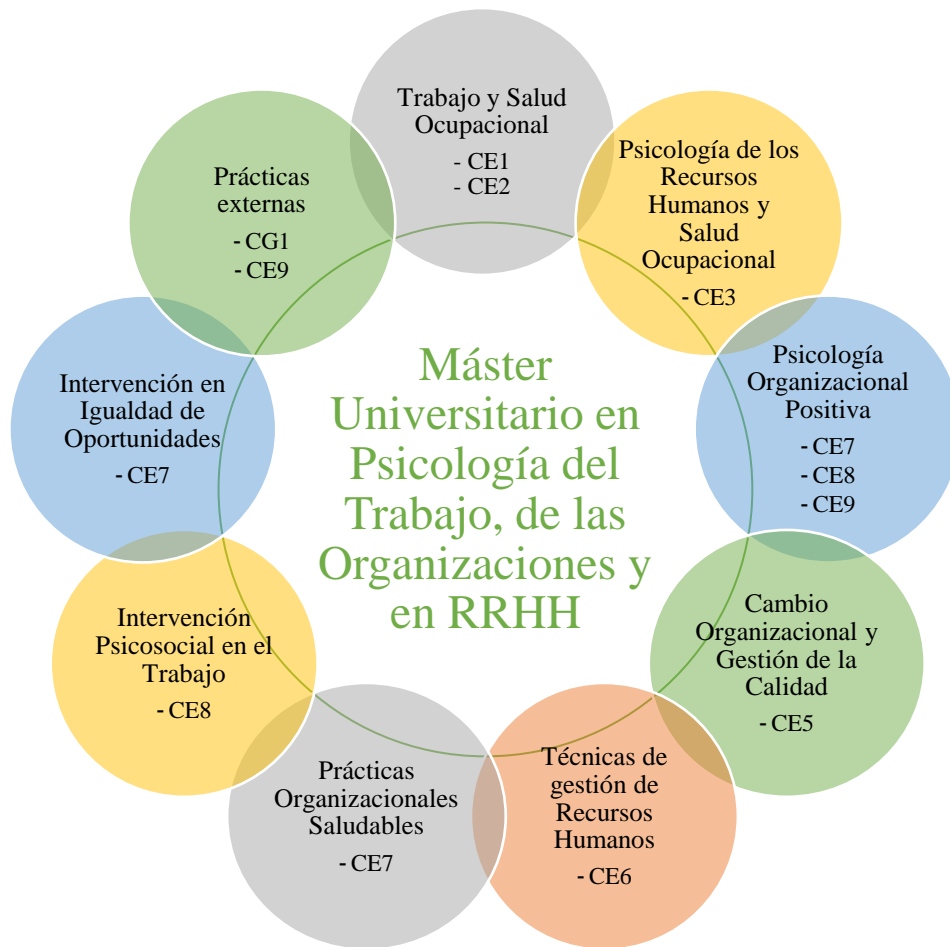 Trabajo y Salud
Ocupacional
- CE1
- CE2
Psicología de los
Recursos
Humanos y
Salud
Ocupacional
- CE3
Psicología
Organizacional
Positiva
- CE7
- CE8
- CE9
Cambio
Organizacional y
Gestión de la
Calidad
- CE5
Técnicas de
gestión de
Recursos
Humanos
- CE6
Prácticas
Organizacionales
Saludables
- CE7
Intervención
Psicosocial en el
Trabajo
- CE8
Intervención en
Igualdad de
Oportunidades
- CE7
Prácticas
externas
- CG1
- CE9
Máster
Universitario en
Psicología del
Trabajo, de las
Organizaciones y
en RRHH